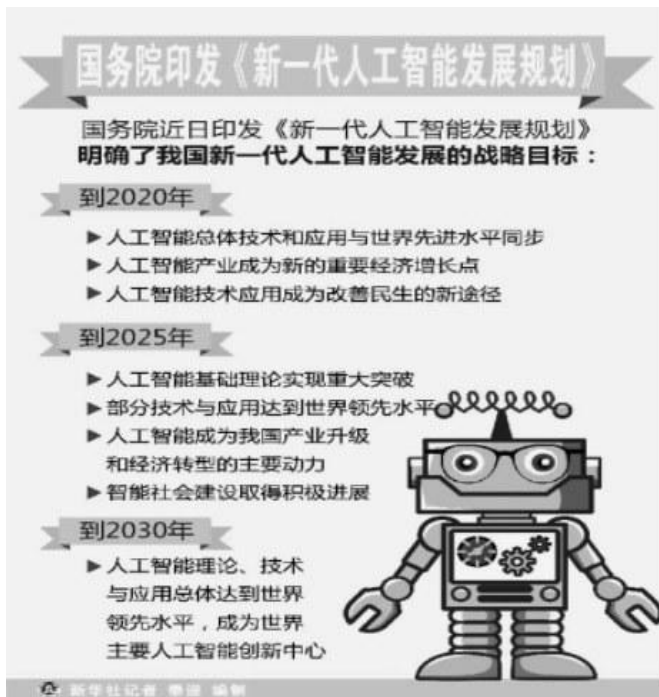 国务院印发《新一代人工智能发展规划》
国务院近日印发《新一代人工智能发展规划》
明确了我国新一代人工智能发展的战略目标：
到2020年
▶人工智能总体技术和应用与世界先进水平同步
▶人工智能产业成为新的重要经济增长点
▶人工智能技术应用成为改善民生的新途径
到2025年
▶人工智能基础理论实现重大突破
▶部分技术与应用达到世界领先水平
▶人工智能成为我国产业升级
和经济转型的主要动力
▶智能社会建设取得积极进展
到2030年
▶人工智能理论、技术
与应用总体达到世界
领先水平，成为世界
主要人工智能创新中心
新华社记者 编制